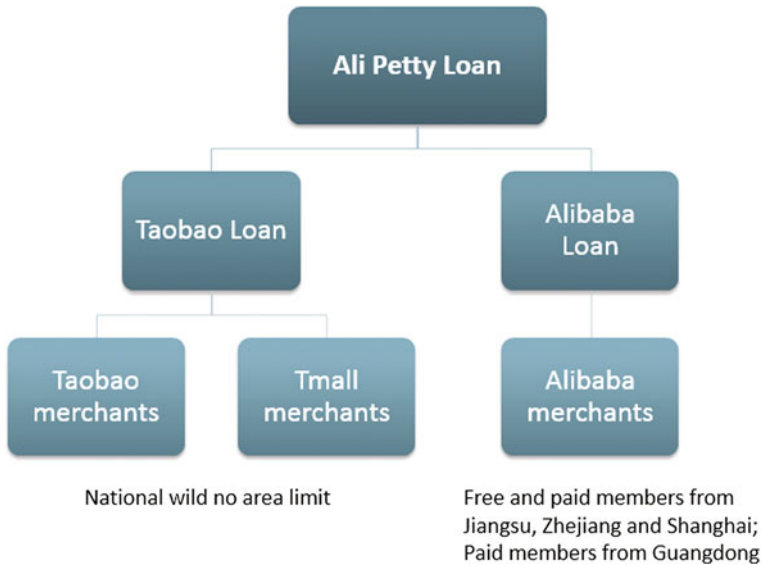 Ali Petty Loan
Taobao Loan
Alibaba
Loan
Taobao
merchants
Tmall
merchants
Alibaba
merchants
National wild no area limit
Free and paid members from
Jiangsu, Zhejiang and Shanghai;
Paid members from Guangdong